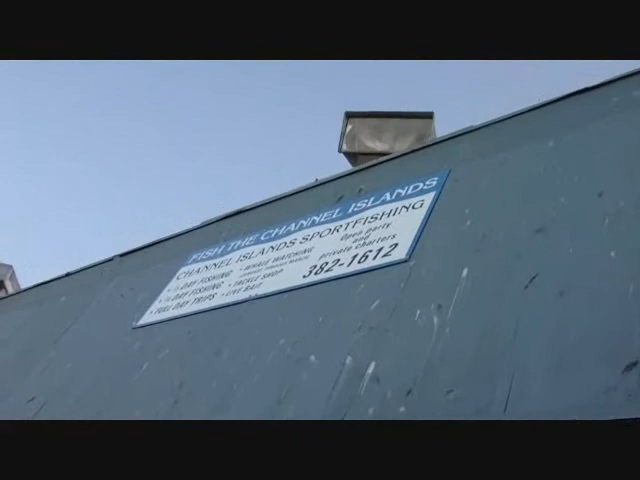 FISH THE CHANNEL ISLANDS
CHANNEL ISLANDS SPORTFISHING
• ½ DAY FISHING • WHALE WATCHING
• ¾ DAY FISHING • TACKLE SHOP
• FULL DAY TRIPS • LIVE BAIT
Open party
and
private charters
382-1612